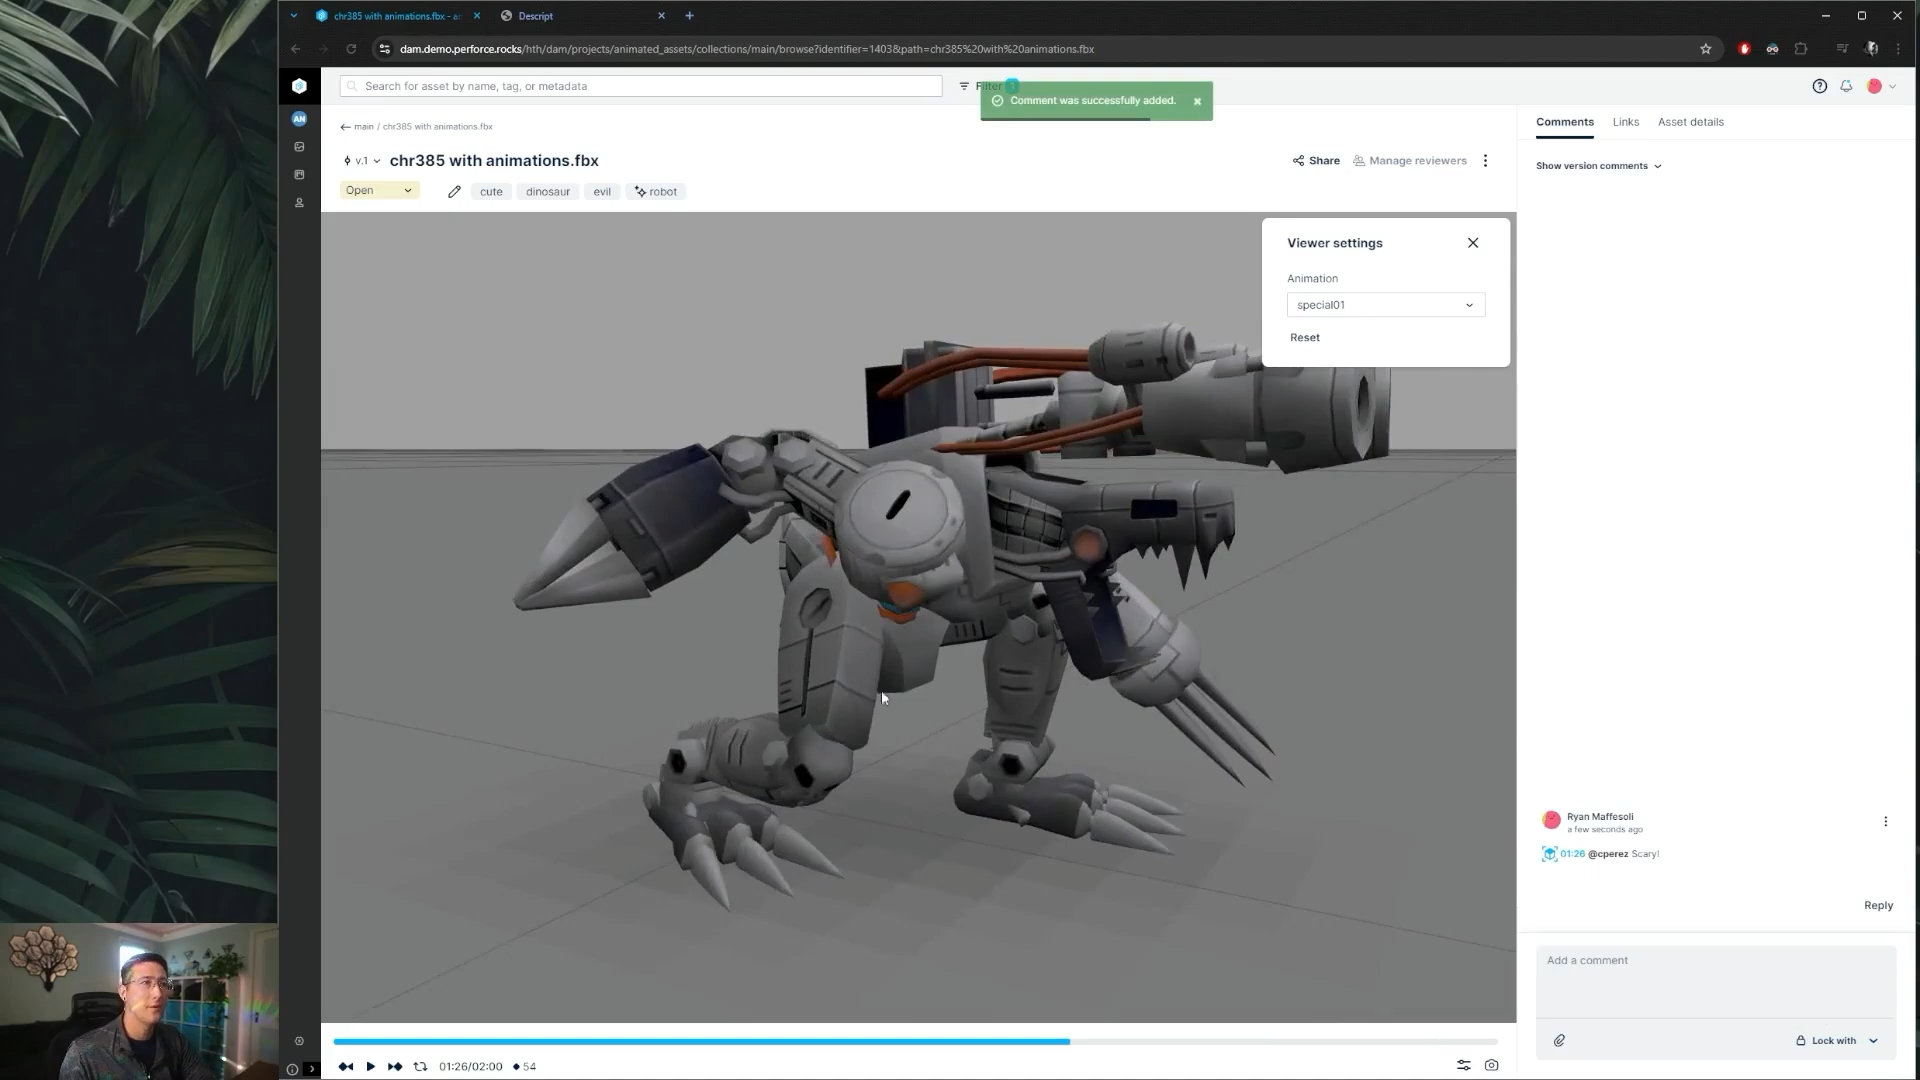 chr385 with animations.fbx - ar
Descript
dam.demo.perforce.rocks/hth/dam/projects/animated_assets/collections/main/browse?identifier=1403&path=chr385%20with%20animations.fbx
Search for asset by name, tag, or metadata
Filter
Comment was successfully added.
AN
main / chr385 with animations.fbx
Comments Links Asset details
v.1 chr385 with animations.fbx
Share Manage reviewers
Show version comments
Open
cute dinosaur evil robot
Viewer settings
Animation
special01
Reset
Ryan Maffesoli
a few seconds ago
01:26 @cperez Scary!
Reply
Add a comment
Lock with
01:26/02:00 54